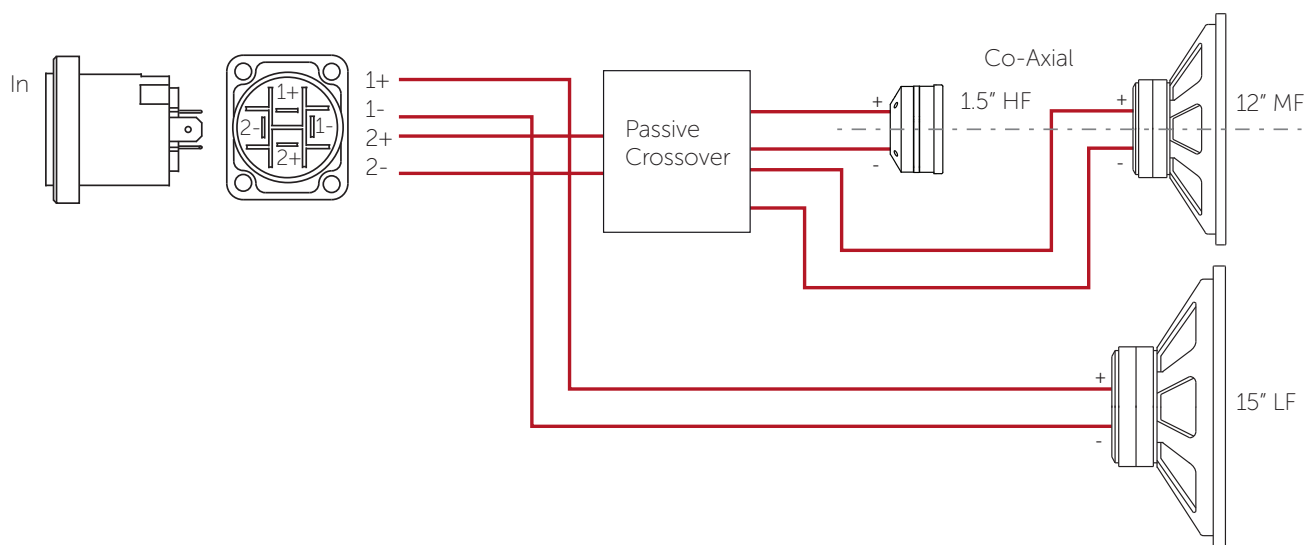 In
1+
2-
1-
2+
1+
1-
2+
2-
Passive
Crossover
Co-Axial
1.5” HF
+
-
+
-
12” MF
+
-
15” LF